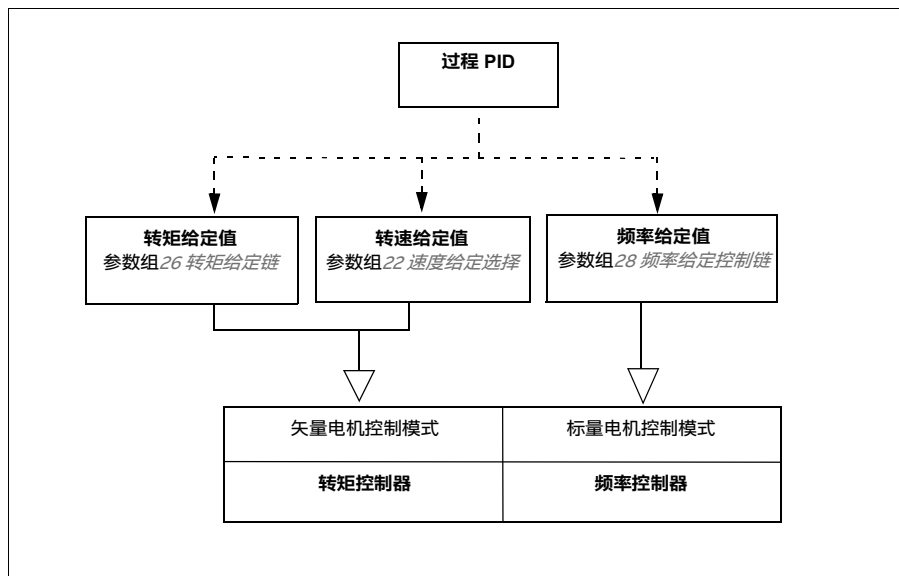 过程 PID
转矩给定值
参数组26 转矩给定链
转速给定值
参数组22 速度给定选择
频率给定值
参数组28 频率给定控制链
矢量电机控制模式
标量电机控制模式
转矩控制器
频率控制器